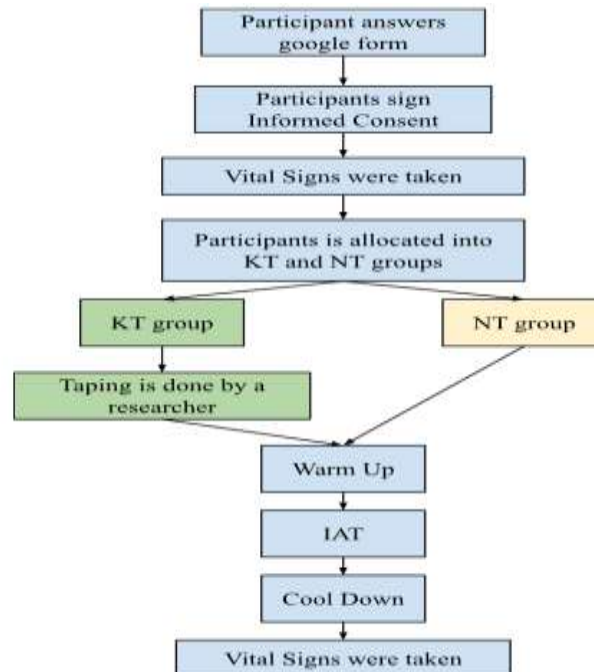 Participant answers
google form
Participants sign
Informed Consent
Vital Signs were taken
Participants is allocated into
KT and NT groups
KT group
NT group
Taping is done by a
researcher
Warm Up
IAT
Cool Down
Vital Signs were taken